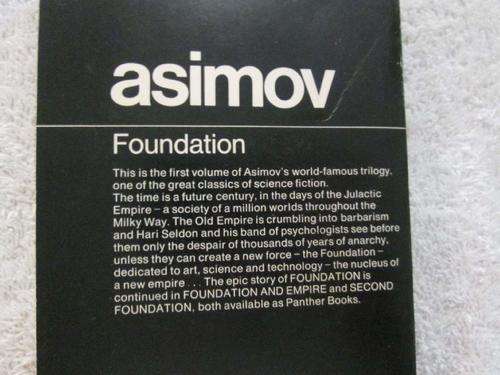 asimov
Foundation
This is the first volume of Asimov's world-famous trilogy,
one of the great classics of science fiction.
The time is a future century, in the days of the Julactic
Empire – a society of a million worlds throughout the
Milky Way. The Old Empire is crumbling into barbarism
and Hari Seldon and his band of psychologists see before
them only the despair of thousands of years of anarchy,
unless they can create a new force – the Foundation –
dedicated to art, science and technology – the nucleus of
a new empire . . . The epic story of FOUNDATION is
continued in FOUNDATION AND EMPIRE and SECOND
FOUNDATION, both available as Panther Books.